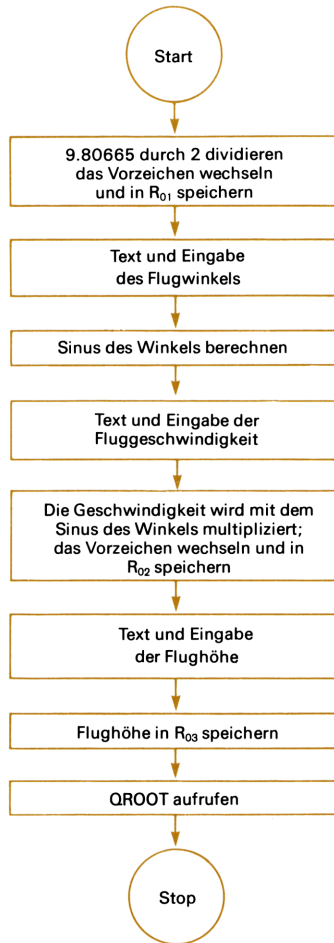 Start
9.80665 durch 2 dividieren
das Vorzeichen wechseln
und in R₀₁ speichern
Text und Eingabe
des Flugwinkels
Sinus des Winkels berechnen
Text und Eingabe der
Fluggeschwindigkeit
Die Geschwindigkeit wird mit dem
Sinus des Winkels multipliziert;
das Vorzeichen wechseln und in
R₀₂ speichern
Text und Eingabe
der Flughöhe
Flughöhe in R₀₃ speichern
QROOT aufrufen
Stop